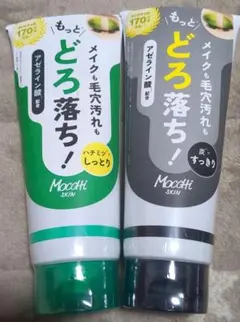 170
もっと
どろ落ち!
メイクも毛穴汚れも
アゼライン酸配合
ハチミツ
しっとり
MoccHi
SKIN
170
もっと
どろ落ち!
メイクも毛穴汚れも
アゼライン酸配合
炭
すっきり
MoccHi
SKIN